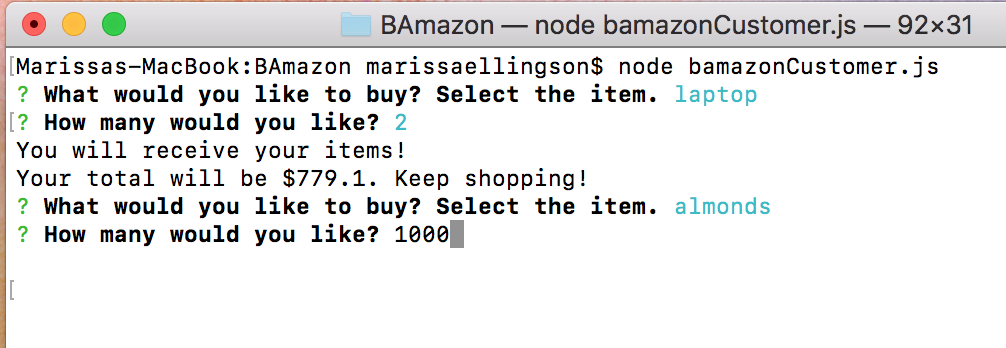 BAmazon — node bamazonCustomer.js — 92×31
[Marissas-MacBook:BAmazon marissaellingson$ node bamazonCustomer.js
? What would you like to buy? Select the item. laptop
[? How many would you like? 2
You will receive your items!
Your total will be $779.1. Keep shopping!
? What would you like to buy? Select the item. almonds
? How many would you like? 1000
[